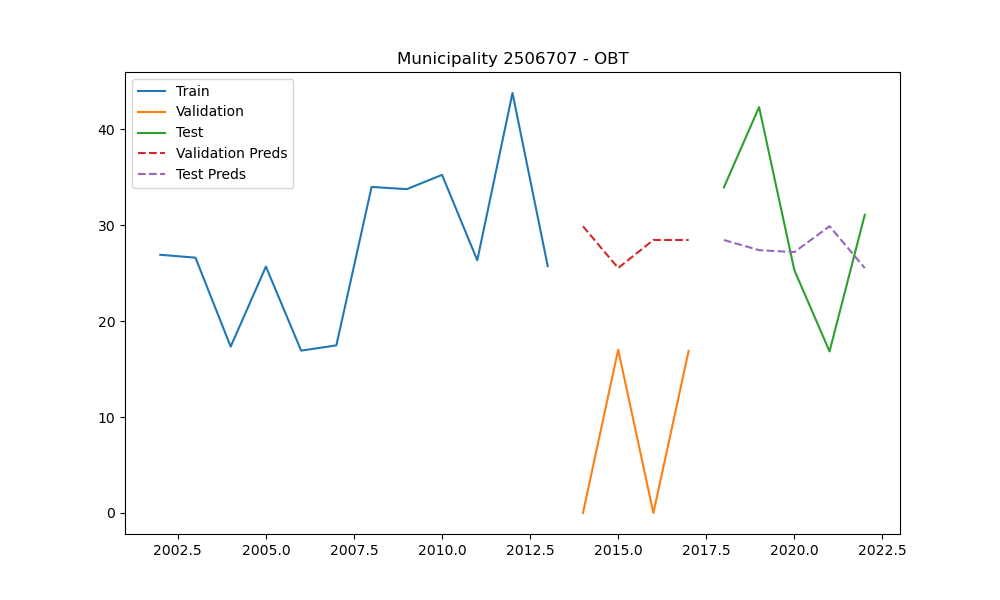 Municipality 2506707 - OBT
Train
Validation
Test
Validation Preds
Test Preds
40
30
20
10
0
2002.5 2005.0 2007.5 2010.0 2012.5 2015.0 2017.5 2020.0 2022.5